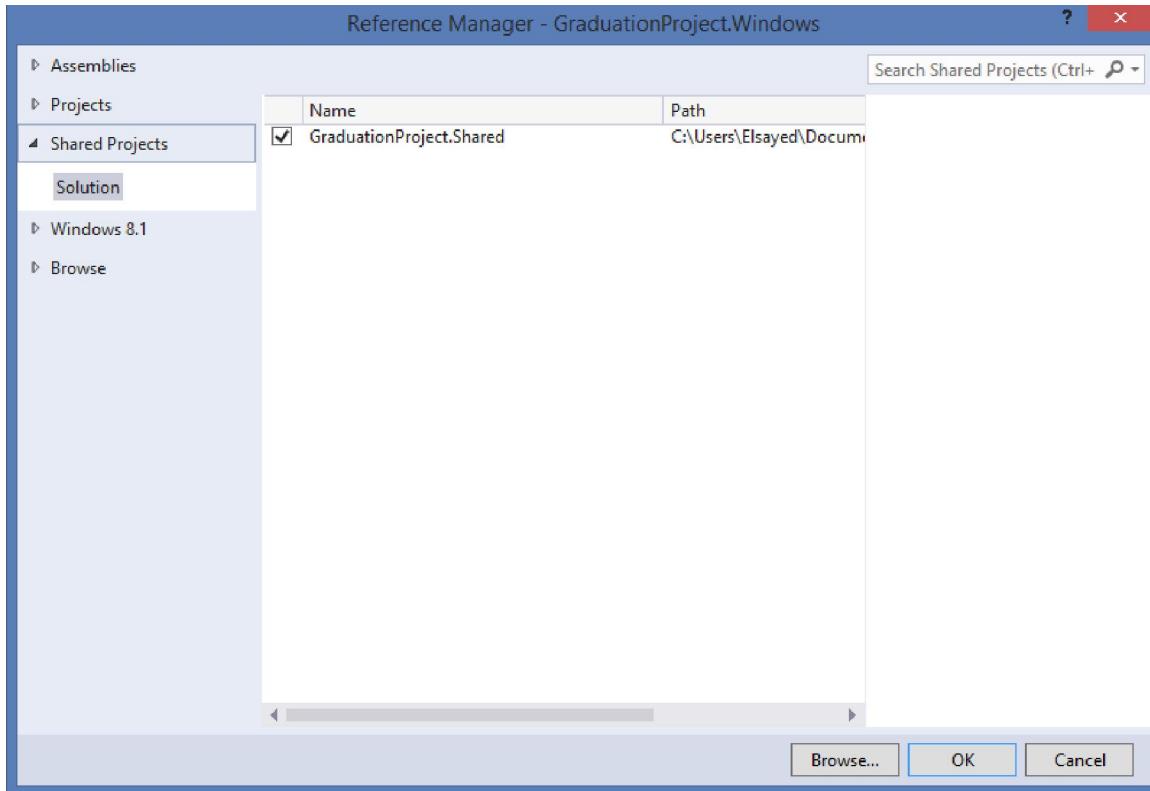 Reference Manager - GraduationProject.Windows
?
Assemblies
Projects
Shared Projects
Solution
Windows 8.1
Browse
Search Shared Projects (Ctrl+
Name Path
GraduationProject.Shared C:\Users\Elsayed\Docume
Browse... OK Cancel